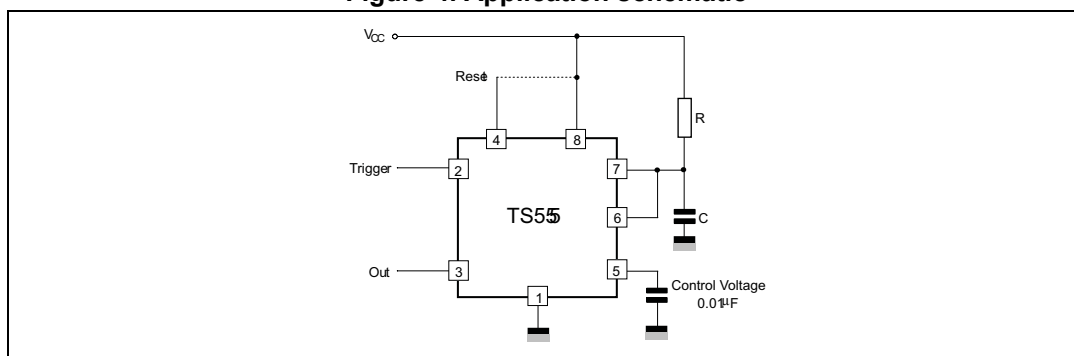 Figure 4. Application schematic
VCC
Reset
R
4
8
Trigger
2
7
TS555
6
C
Out
3
5
Control Voltage
1
0.01µF